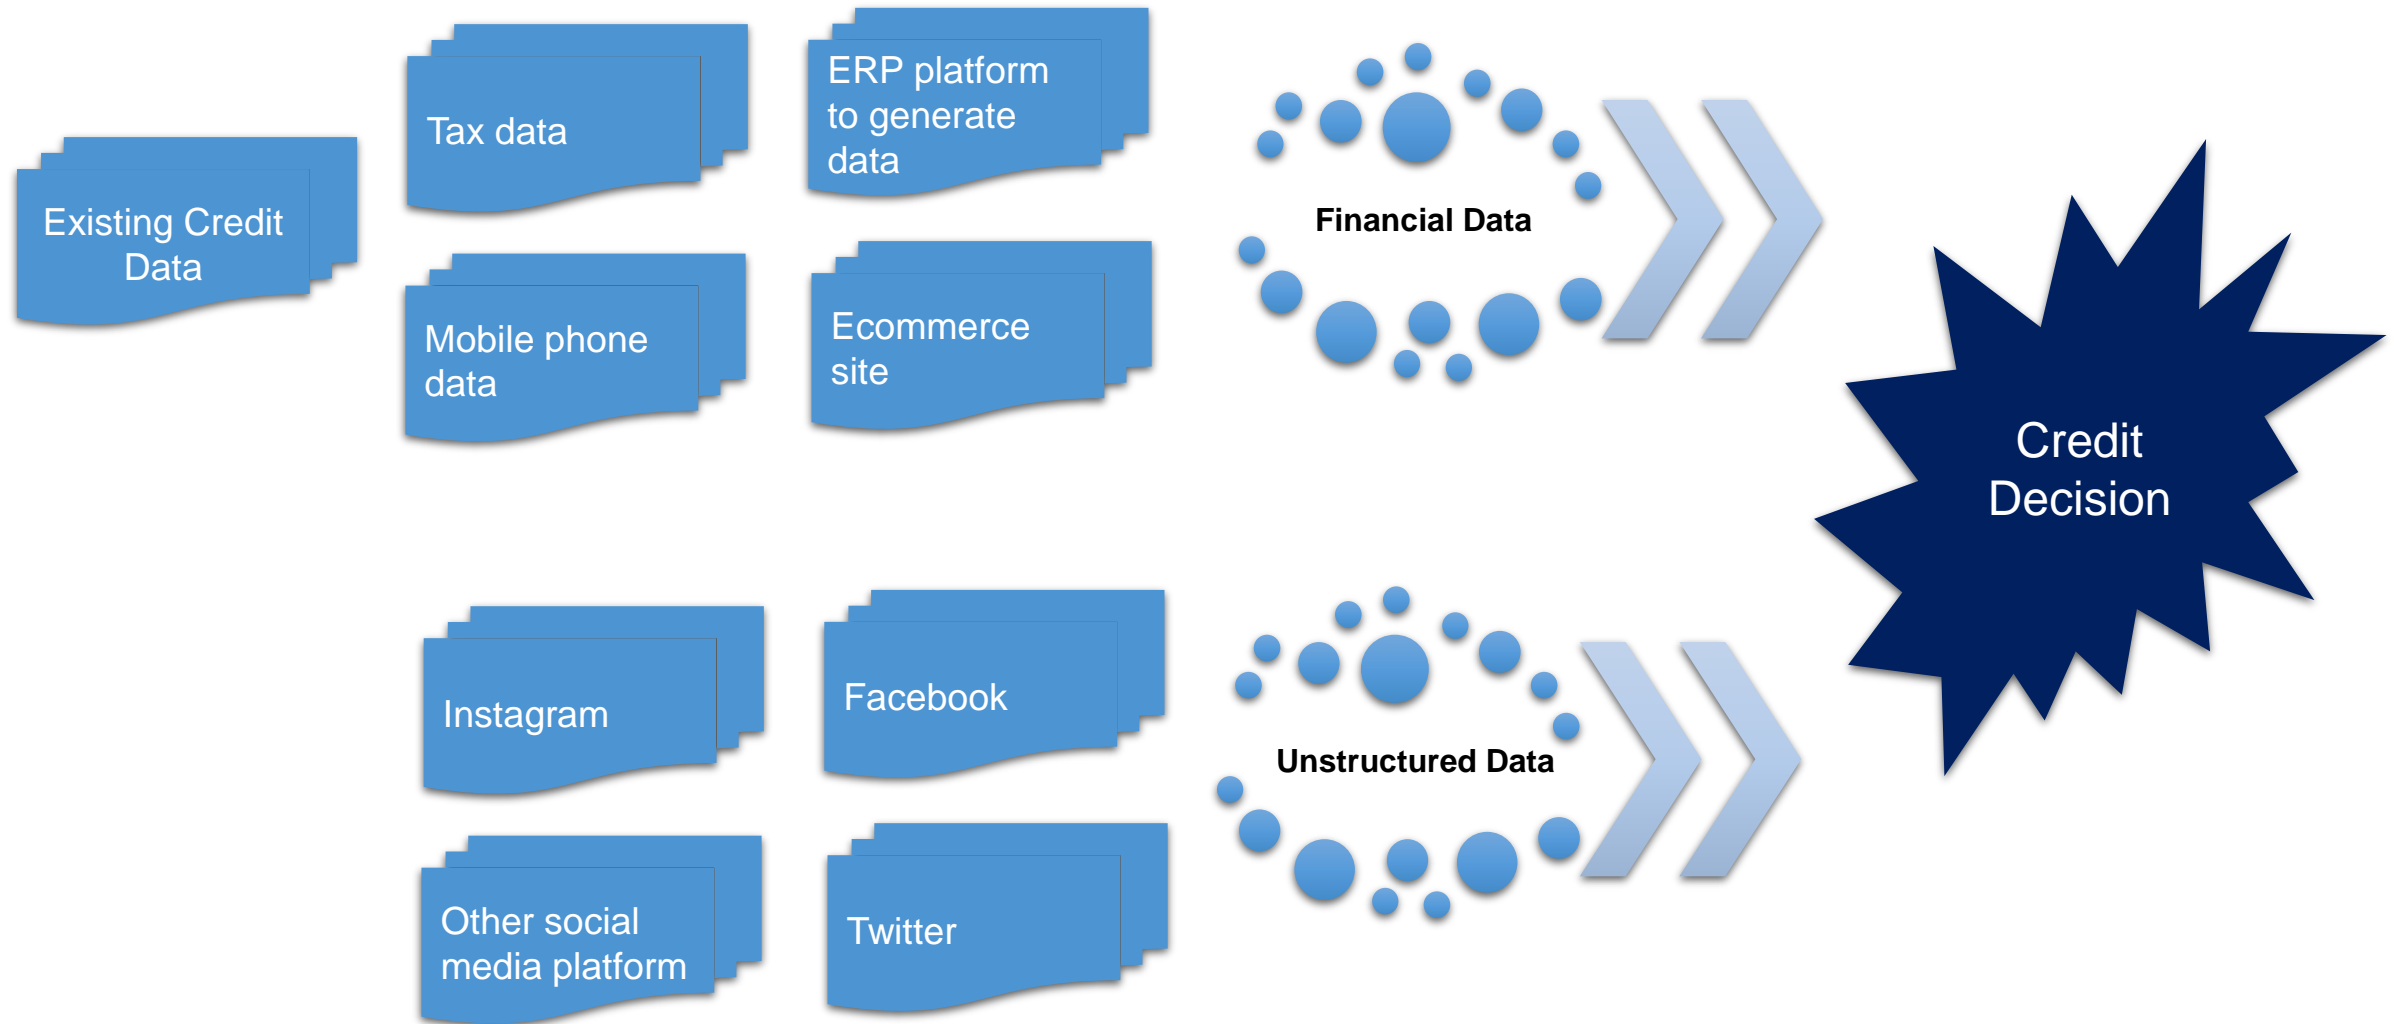 Existing Credit
Data
Tax data
ERP platform
to generate
data
Mobile phone
data
Ecommerce
site
Financial Data
Credit
Decision
Instagram
Facebook
Other social
media platform
Twitter
Unstructured Data